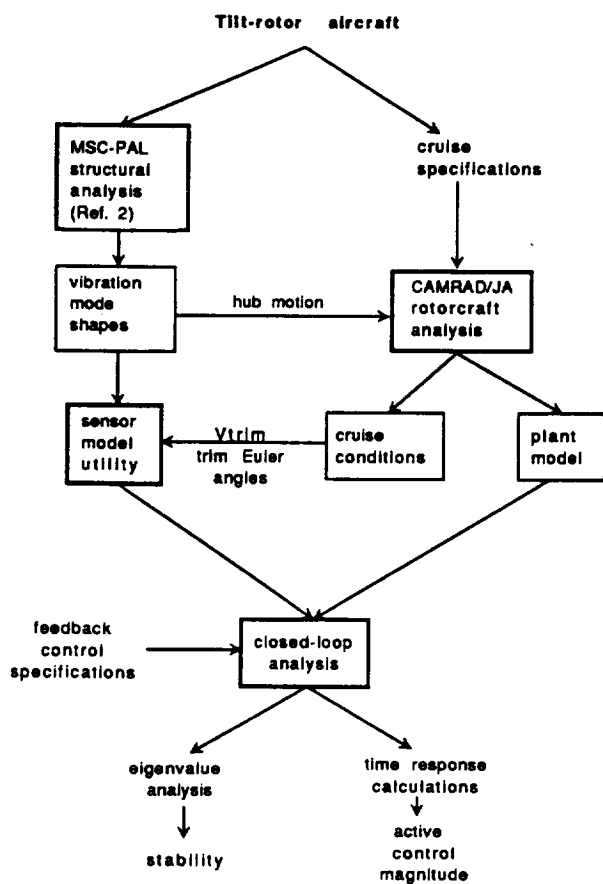 Tilt-rotor aircraft
MSC-PAL
structural
analysis
(Ref. 2)
cruise
specifications
vibration
mode
shapes
hub motion
CAMRAD/JA
rotorcraft
analysis
sensor
model
utility
Vtrim
trim Euler
angles
cruise
conditions
plant
model
feedback
control
specifications
closed-loop
analysis
eigenvalue
analysis
time response
calculations
stability
active
control
magnitude